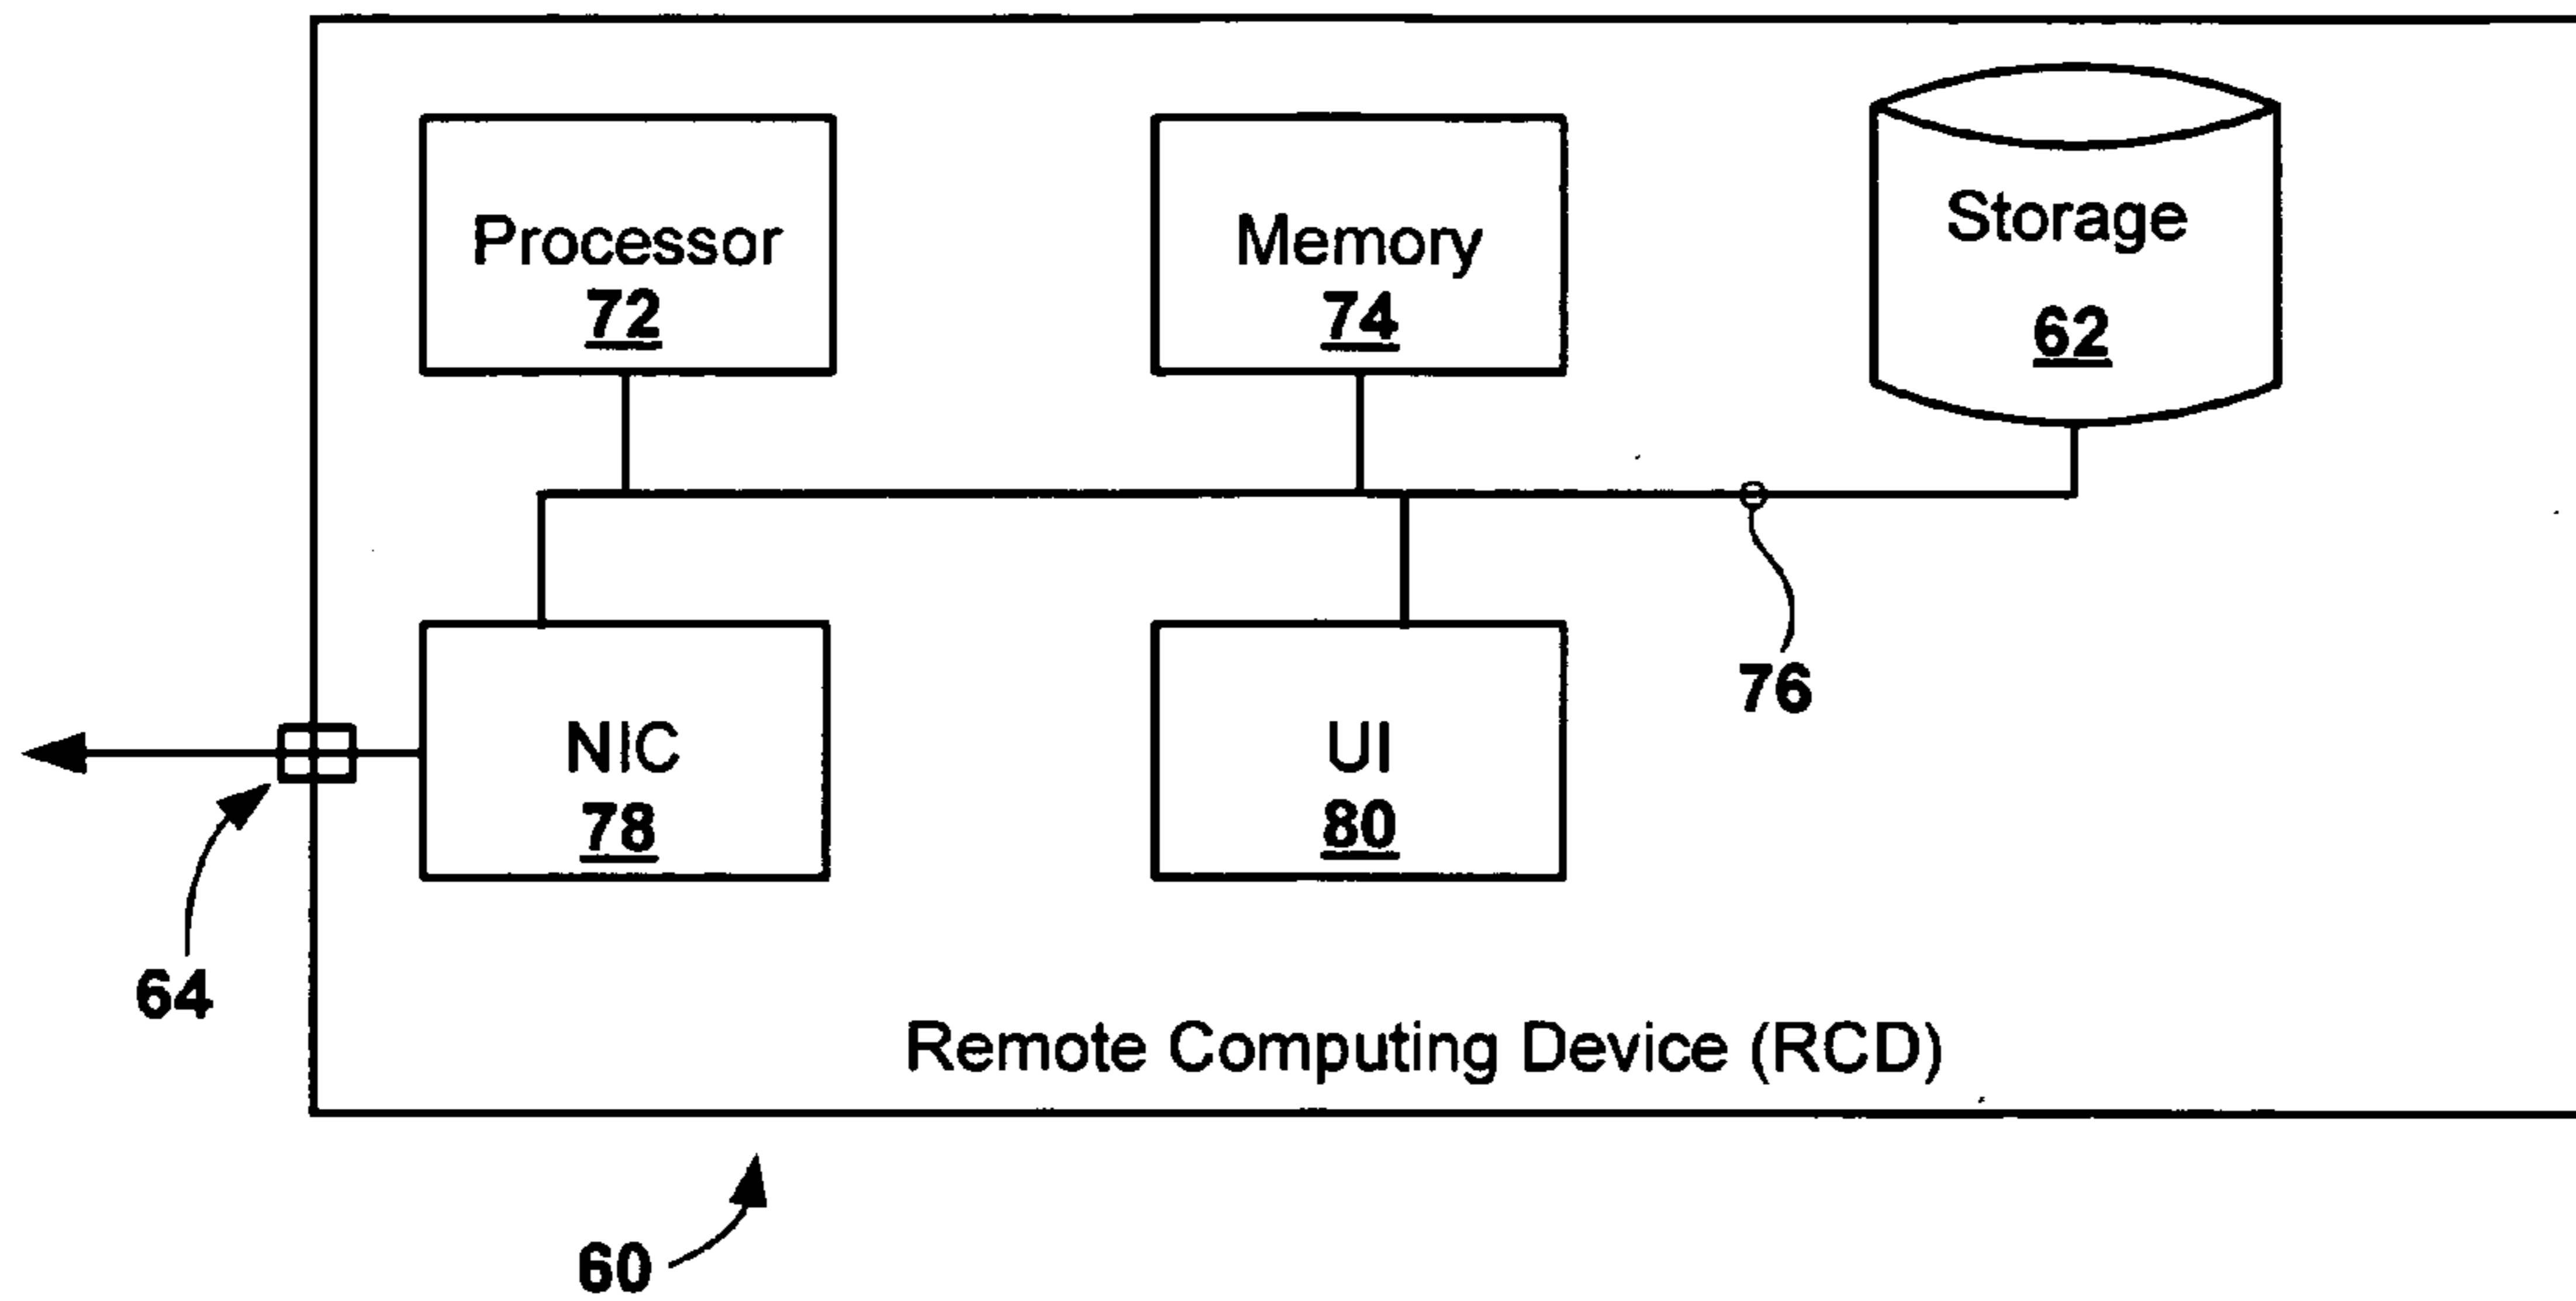 Processor
72
Memory
74
Storage
62
76
NIC
78
UI
80
64
Remote Computing Device (RCD)
60